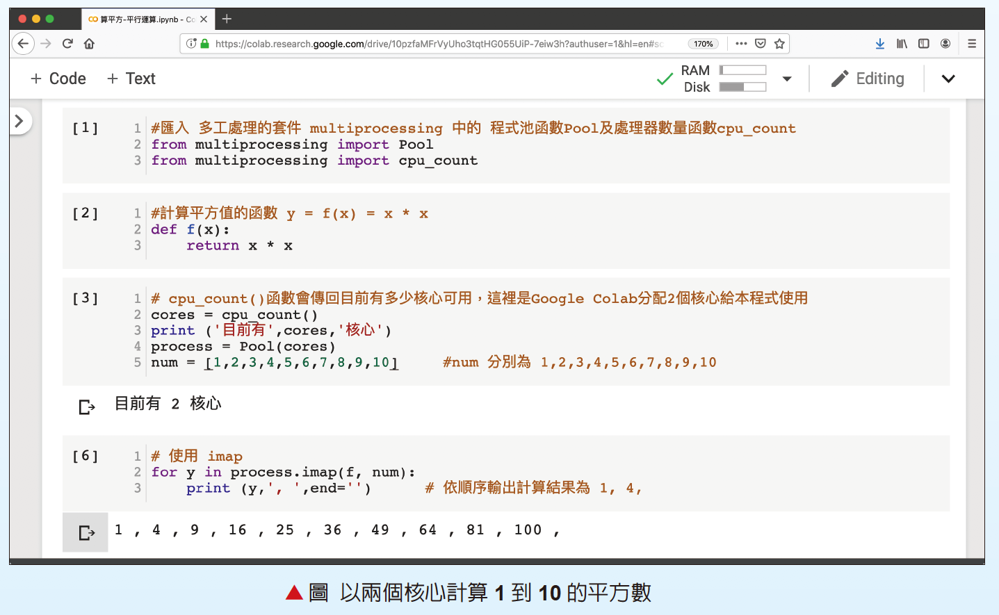 算平方-平行運算.ipynb - Co
https://colab.research.google.com/drive/10pzfaMFrVyUho3tqtHG055UiP-7eiw3h?authuser=1&hl=en#sc
170%
+ Code + Text
RAM
Disk
Editing
[1]
1 #匯入 多工處理的套件 multiprocessing 中的 程式池函數Pool及處理器數量函數cpu_count
2 from multiprocessing import Pool
3 from multiprocessing import cpu_count
[2]
1 #計算平方值的函數 y = f(x) = x * x
2 def f(x):
3     return x * x
[3]
1 # cpu_count()函數會傳回目前有多少核心可用，這裡是Google Colab分配2個核心給本程式使用
2 cores = cpu_count()
3 print ('目前有',cores,'核心')
4 process = Pool(cores)
5 num = [1,2,3,4,5,6,7,8,9,10]     #num 分別為 1,2,3,4,5,6,7,8,9,10
目前有 2 核心
[6]
1 # 使用 imap
2 for y in process.imap(f, num):
3     print (y,', ',end='')      # 依順序輸出計算結果為 1, 4,
1 , 4 , 9 , 16 , 25 , 36 , 49 , 64 , 81 , 100 ,
▲圖 以兩個核心計算 1 到 10 的平方數